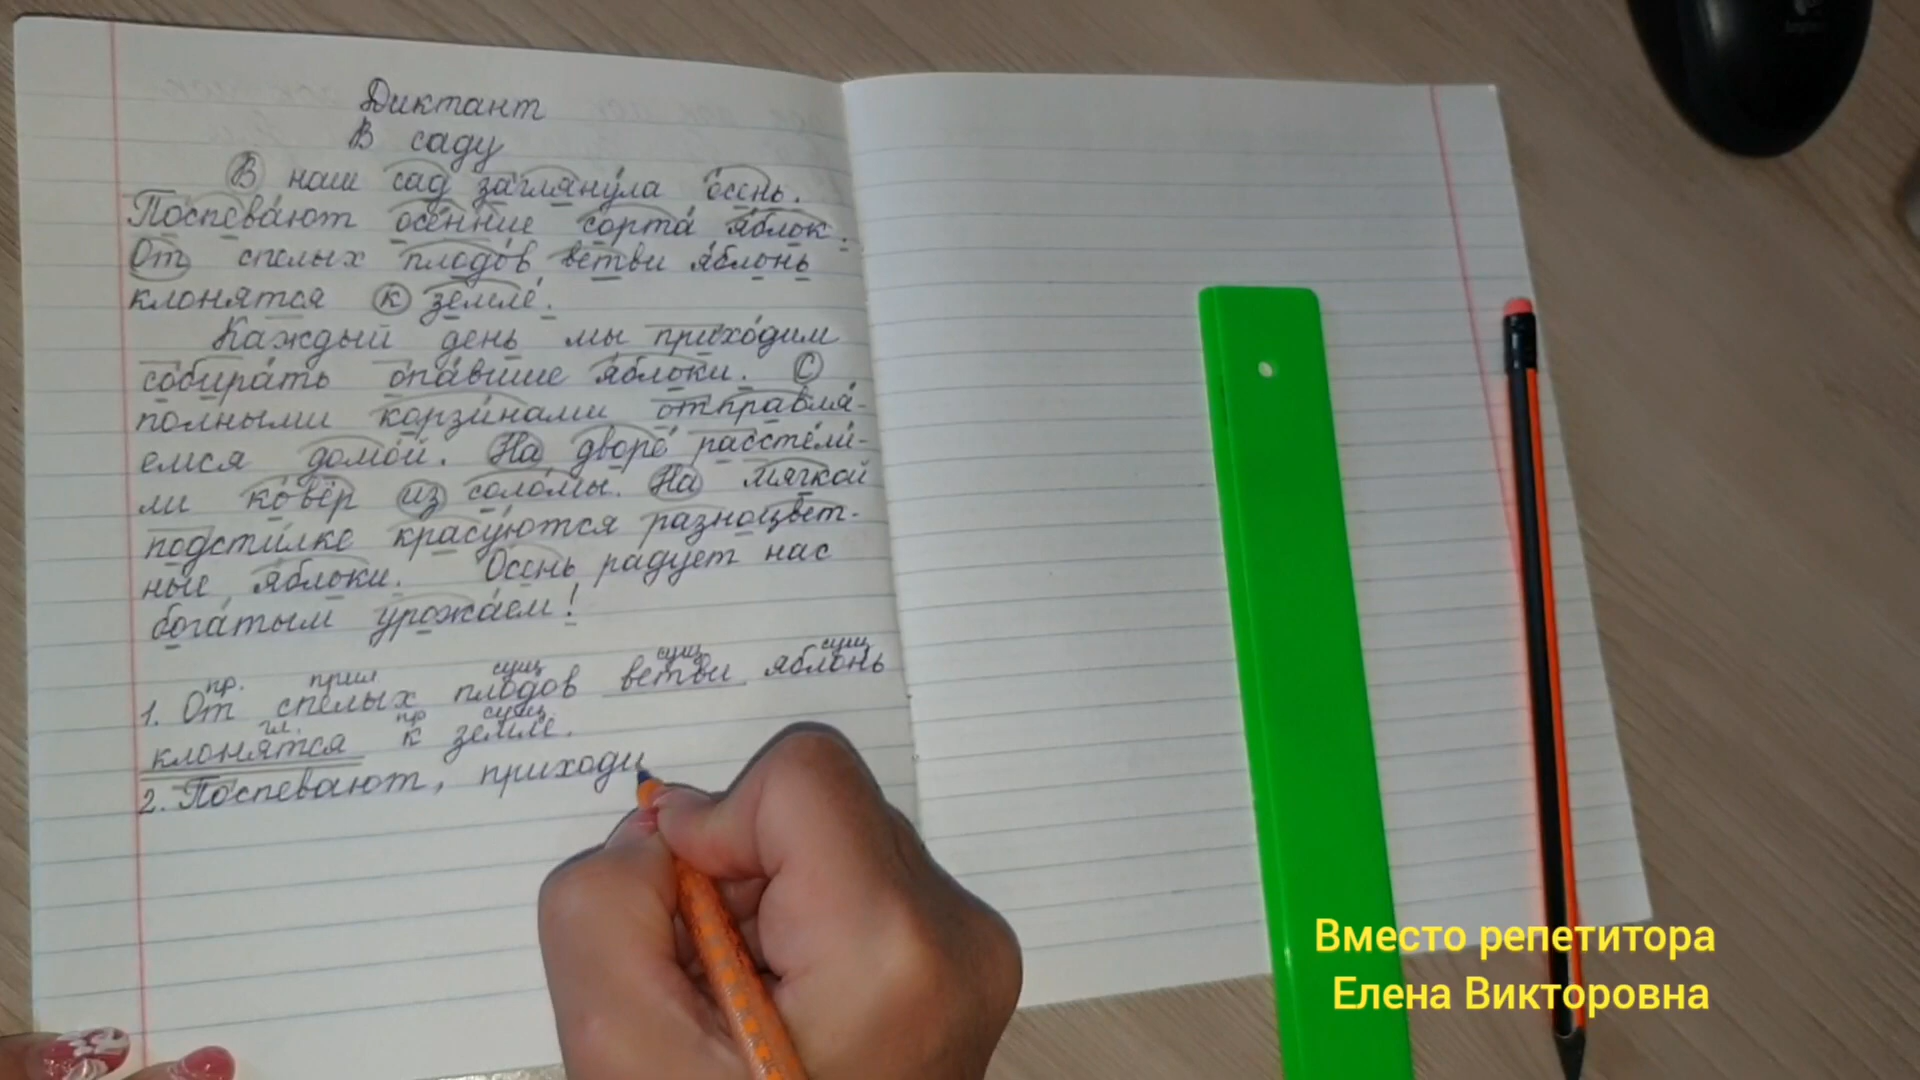 Диктант
В саду
В наш сад заглянула осень.
Поспевают осенние сорта яблок.
От спелых плодов ветви яблонь
клонятся к земле.
Каждый день мы приходим
собирать опавшие яблоки. С
полными корзинами отправля-
емся домой. На дворе расстели-
ли ковёр из соломы. На мягкой
подстилке красуются разноцвет-
ные яблоки. Осень радует нас
богатым урожаем!
пр. прил сущ сущ сущ
1. От спелых плодов ветви яблонь
гл. пр сущ.
клонятся к земле.
2. Поспевают, приходи
Вместо репетитора
Елена Викторовна